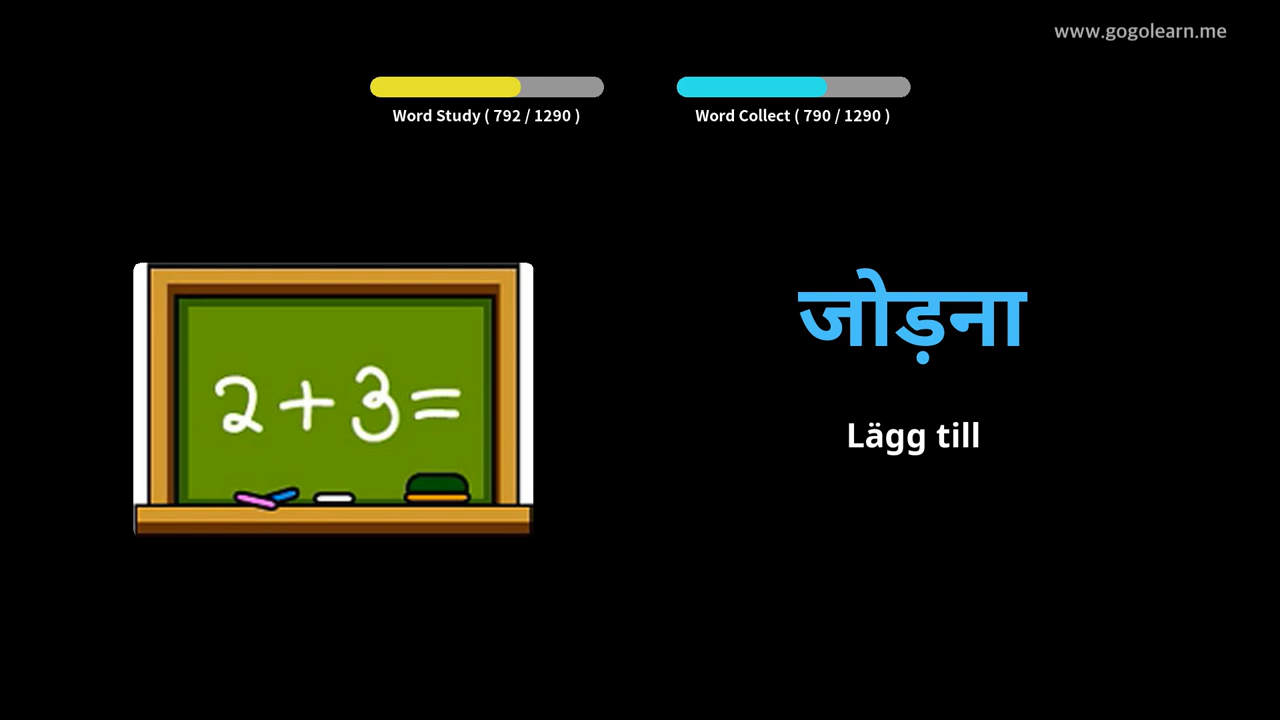 www.gogolearn.me
Word Study ( 792 / 1290 )
Word Collect ( 790 / 1290 )
2+3=
जोड़ना
Lägg till